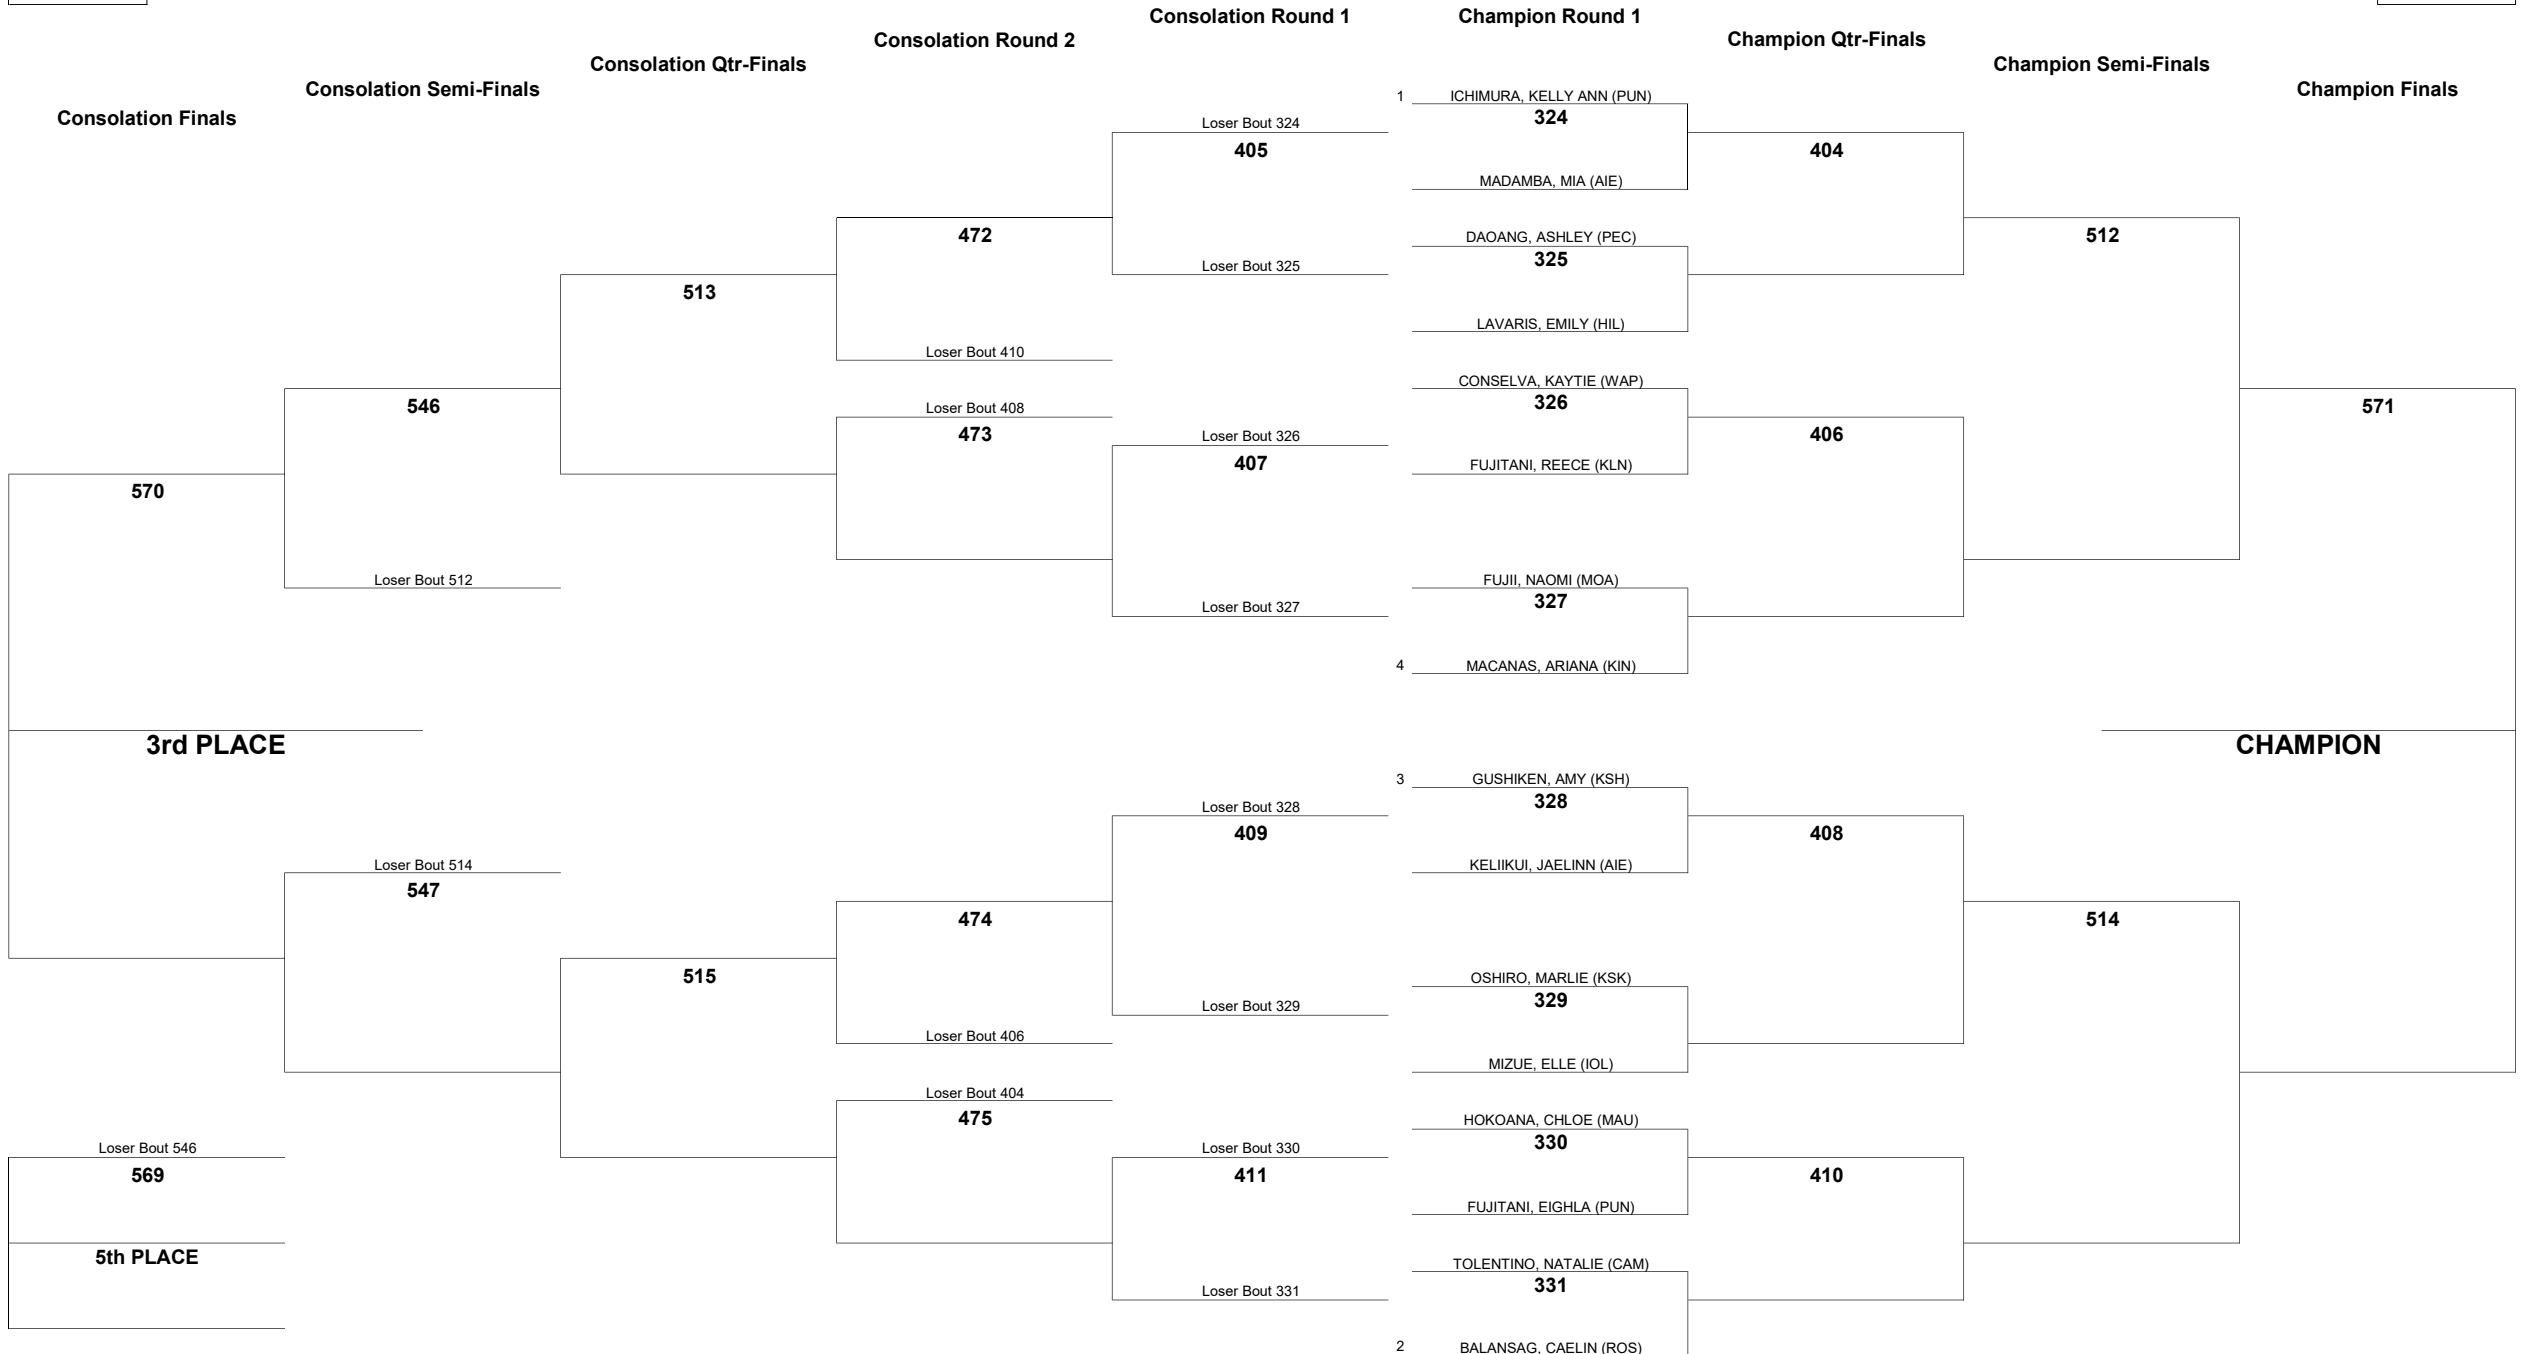 Consolation Round 1
Champion Round 1
Consolation Round 2
Champion Qtr-Finals
Consolation Qtr-Finals
Champion Semi-Finals
Consolation Semi-Finals
Champion Finals
Consolation Finals
1 ICHIMURA, KELLY ANN (PUN)
324
Loser Bout 324
405
404
MADAMBA, MIA (AIE)
472
DAOANG, ASHLEY (PEC)
512
325
Loser Bout 325
513
LAVARIS, EMILY (HIL)
Loser Bout 410
CONSELVA, KAYTIE (WAP)
546
326
571
Loser Bout 408
473
Loser Bout 326
406
407
FUJITANI, REECE (KLN)
570
Loser Bout 512
FUJII, NAOMI (MOA)
327
Loser Bout 327
4 MACANAS, ARIANA (KIN)
3rd PLACE
CHAMPION
3 GUSHIKEN, AMY (KSH)
328
Loser Bout 328
409
408
Loser Bout 514
KELIIKUI, JAELINN (AIE)
547
474
514
515
OSHIRO, MARLIE (KSK)
329
Loser Bout 329
Loser Bout 406
MIZUE, ELLE (IOL)
Loser Bout 404
475
HOKOANA, CHLOE (MAU)
330
Loser Bout 546
Loser Bout 330
569
411
410
FUJITANI, EIGHLA (PUN)
5th PLACE
TOLENTINO, NATALIE (CAM)
331
Loser Bout 331
2 BALANSAG, CAELIN (ROS)